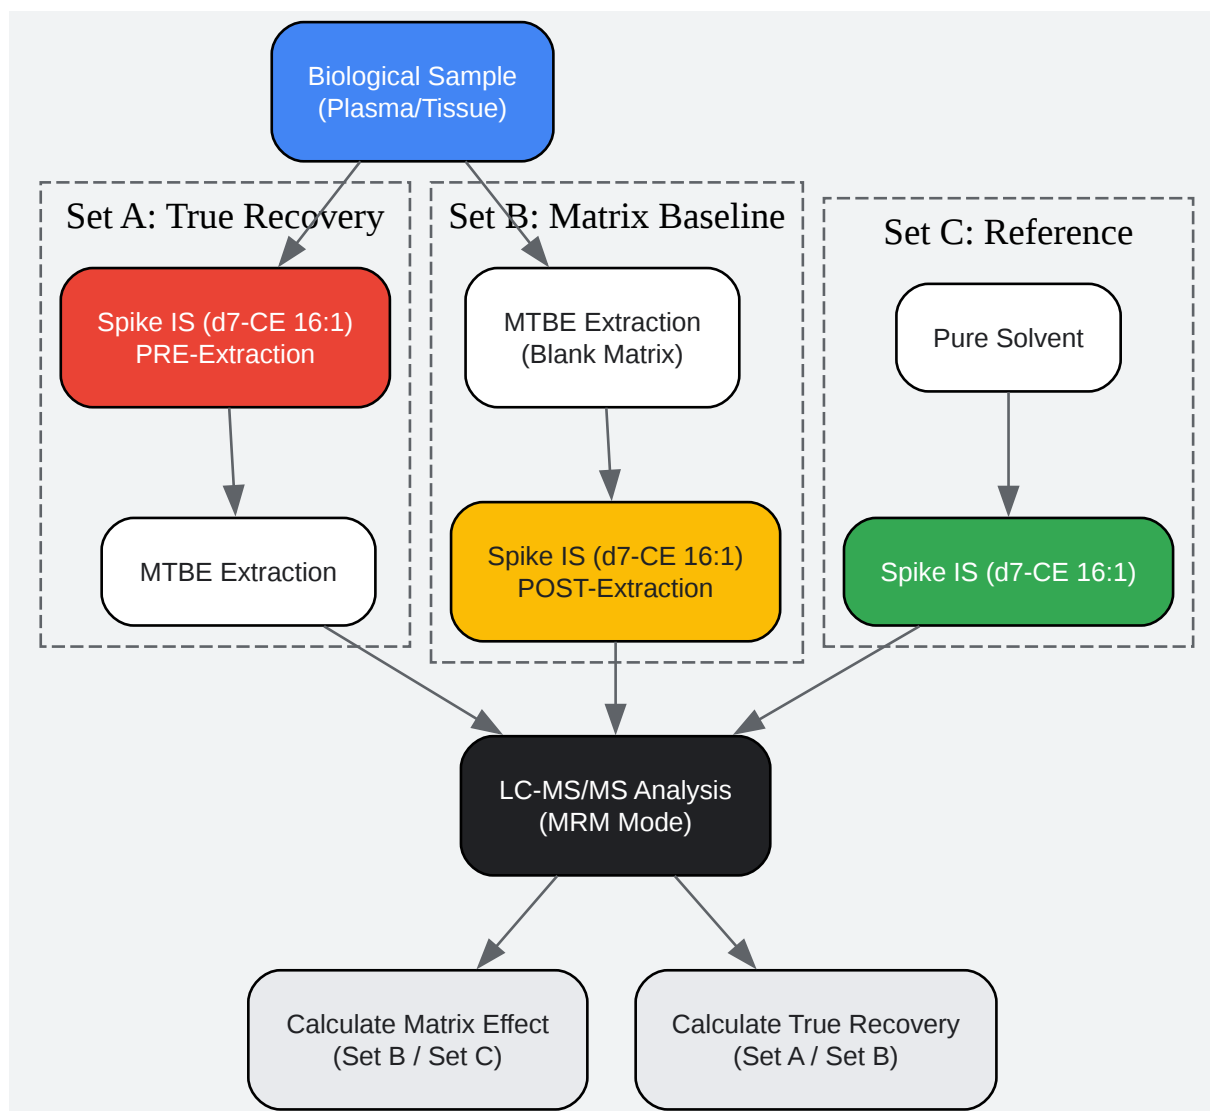 Biological Sample
(Plasma/Tissue)
Set A: True Recovery
Spike IS (d7-CE 16:1)
PRE-Extraction
MTBE Extraction
Set B: Matrix Baseline
MTBE Extraction
(Blank Matrix)
Spike IS (d7-CE 16:1)
POST-Extraction
Set C: Reference
Pure Solvent
Spike IS (d7-CE 16:1)
LC-MS/MS Analysis
(MRM Mode)
Calculate Matrix Effect
(Set B / Set C)
Calculate True Recovery
(Set A / Set B)